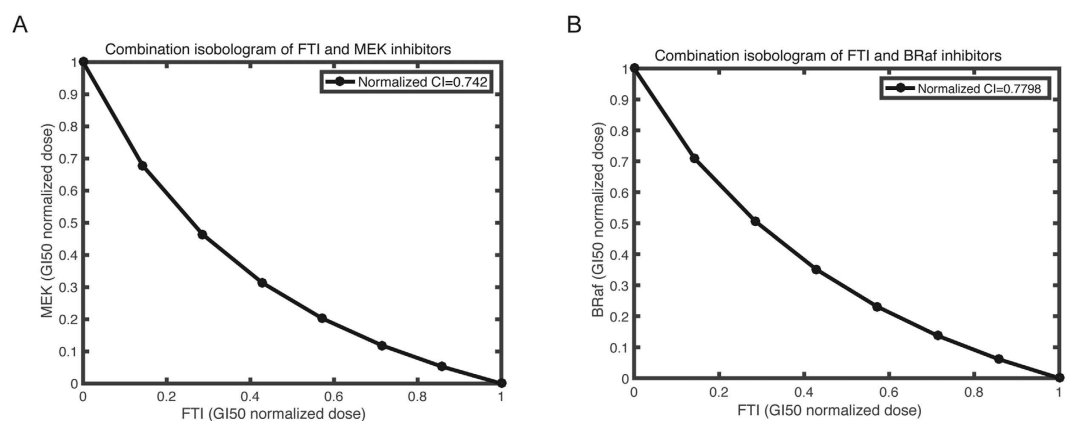 A
Combination isobologram of FTI and MEK inhibitors
Normalized CI=0.742
1
0.9
0.8
0.7
0.6
0.5
0.4
0.3
0.2
0.1
0
MEK (GI50 normalized dose)
0 0.2 0.4 0.6 0.8 1
FTI (GI50 normalized dose)
B
Combination isobologram of FTI and BRaf inhibitors
Normalized CI=0.7798
1
0.9
0.8
0.7
0.6
0.5
0.4
0.3
0.2
0.1
0
BRaf (GI50 normalized dose)
0 0.2 0.4 0.6 0.8 1
FTI (GI50 normalized dose)